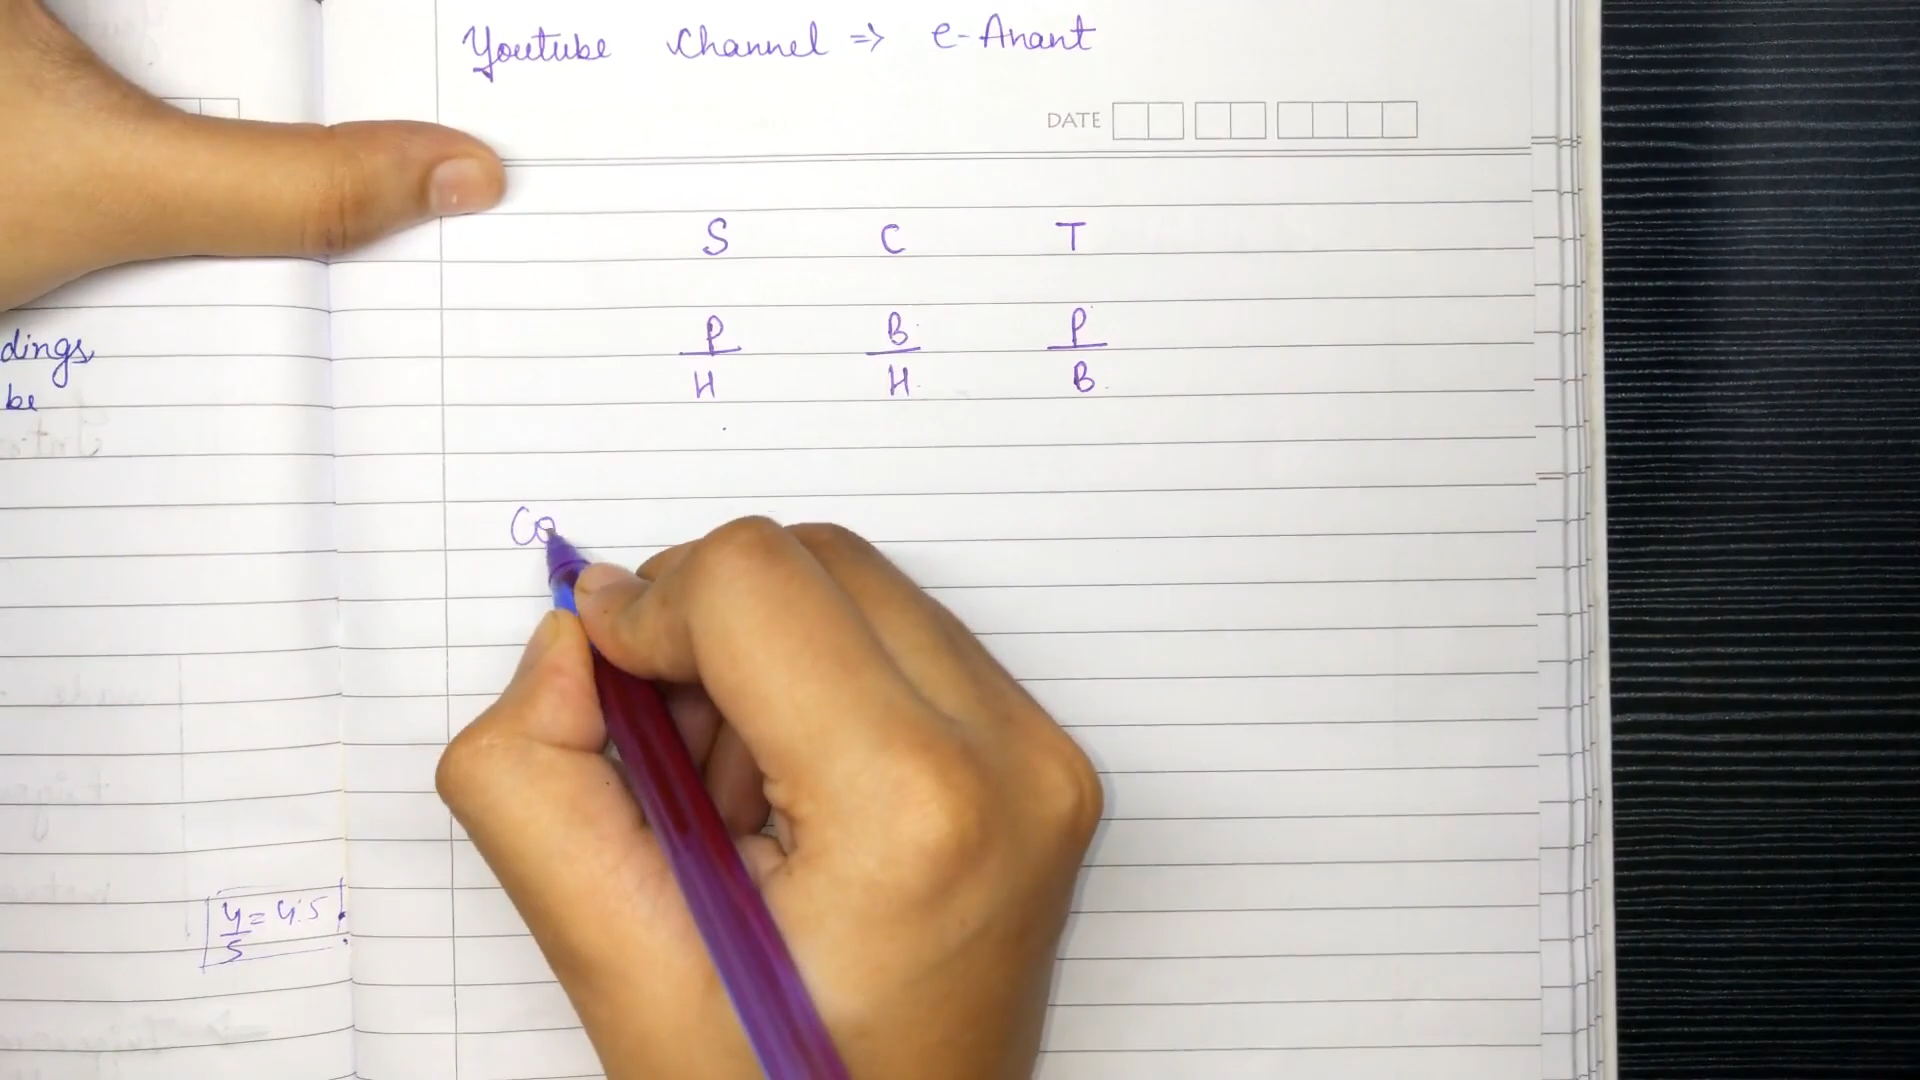 Youtube Channel => e-Anant
DATE
S C T
P B P
H H B
Co
dings,
be
y = 4.5
5